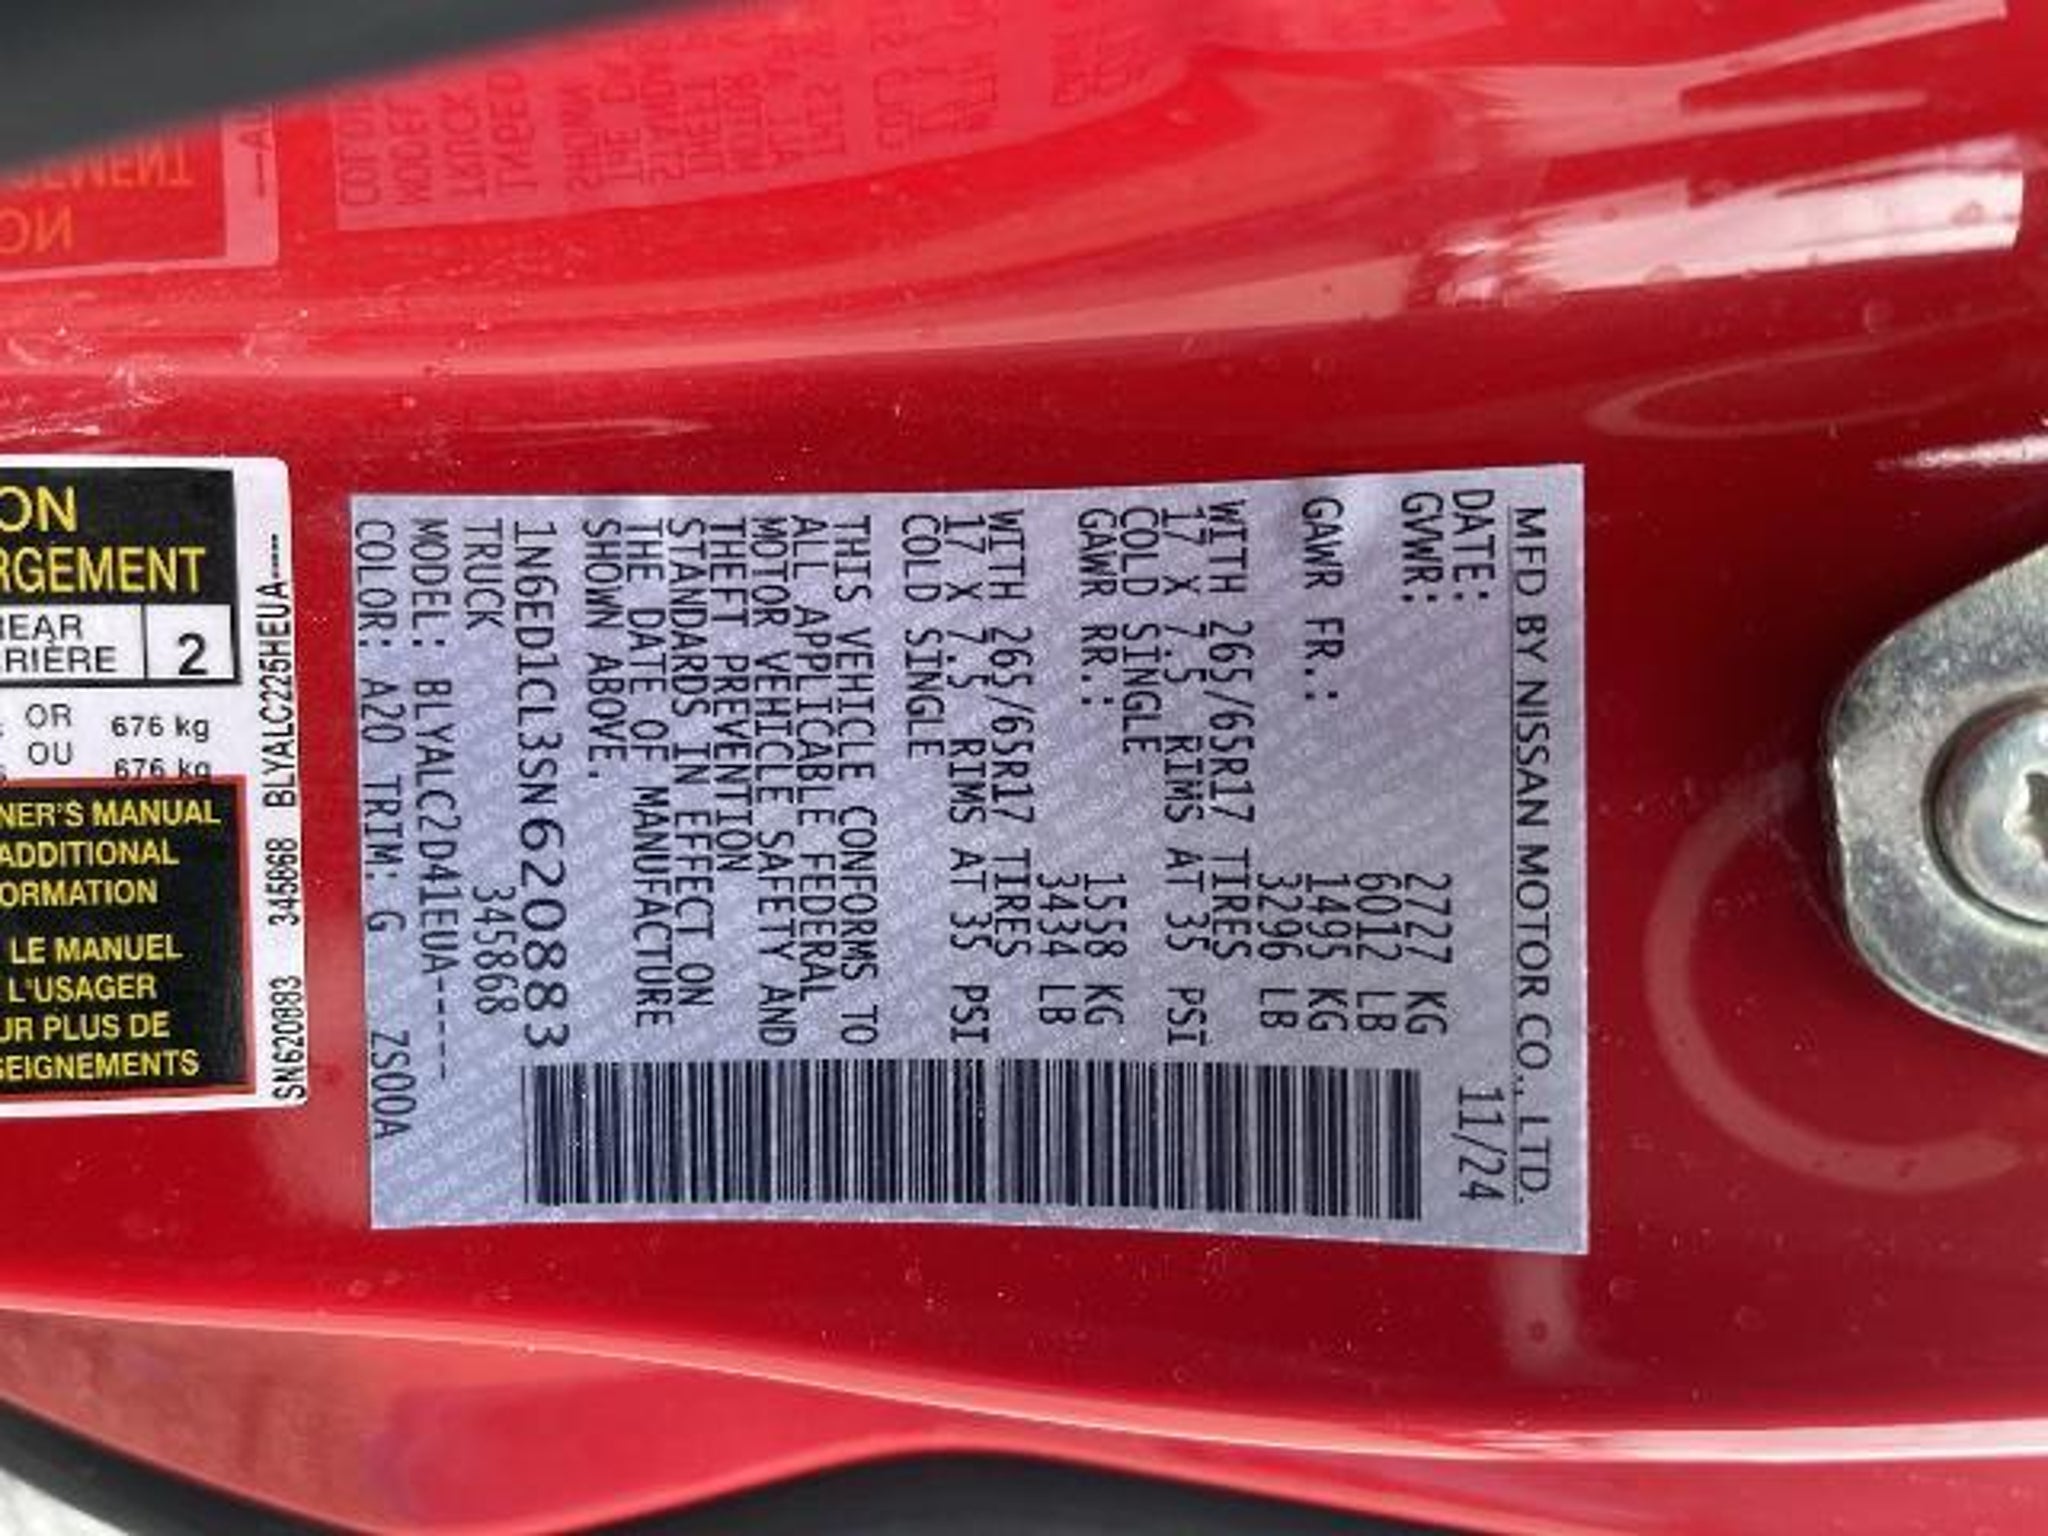 MFD BY NISSAN MOTOR CO., LTD.
DATE: 11/24
GVWR: 2727 KG
6012 LB
GAWR FR.: 1495 KG
3296 LB
WITH 265/65R17 TIRES
17 X 7.5 RIMS AT 35 PSI
COLD SINGLE
GAWR RR.: 1558 KG
3434 LB
WITH 265/65R17 TIRES
17 X 7.5 RIMS AT 35 PSI
COLD SINGLE
THIS VEHICLE CONFORMS TO
ALL APPLICABLE FEDERAL
MOTOR VEHICLE SAFETY AND
THEFT PREVENTION
STANDARDS IN EFFECT ON
THE DATE OF MANUFACTURE
SHOWN ABOVE.
1N6ED1CL3SN620883
TRUCK 345868
MODEL: BLYALC2D41EUA-----
COLOR: A20 TRIM: G ZS00A
ON
RGEMENT
REAR 2
RIÈRE
OR 676 kg
OU 676 kg
NER'S MANUAL
ADDITIONAL
ORMATION
LE MANUEL
L'USAGER
UR PLUS DE
SEIGNEMENTS
SN620883 345868 BLYALC225HEUA-----